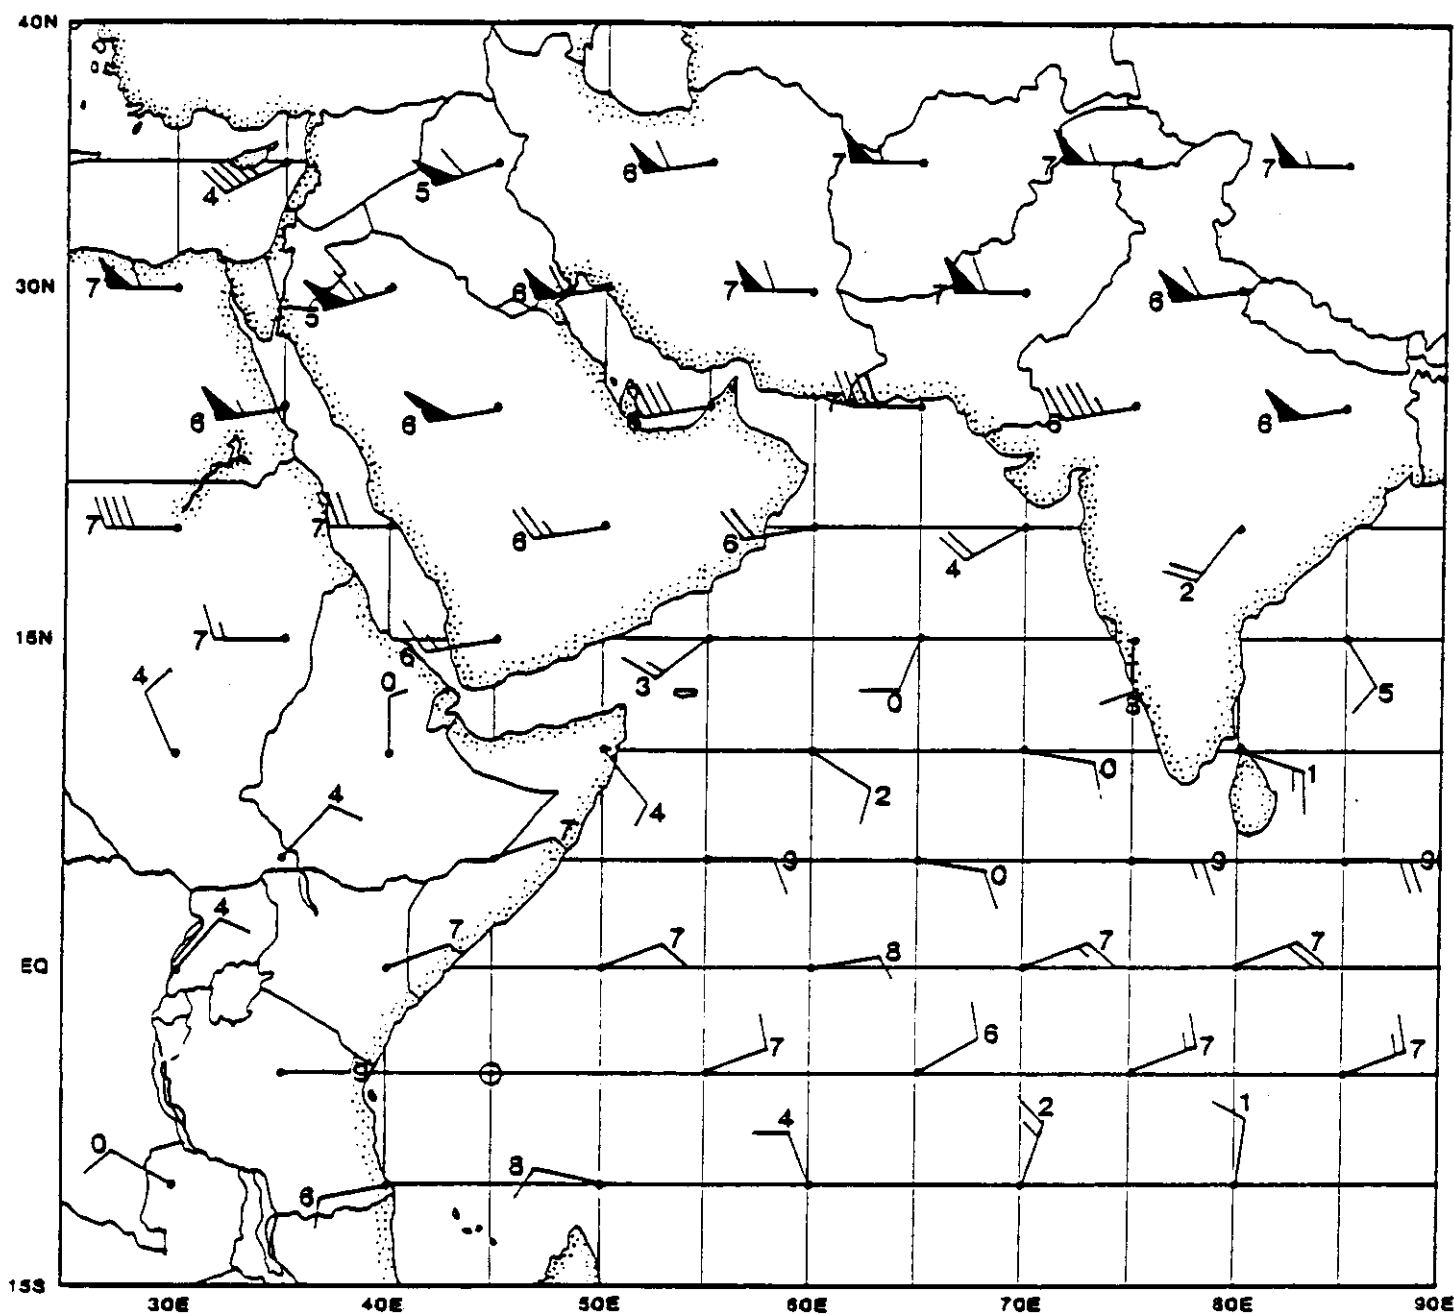 40N
7 7 7
6
4 5
30N
7 5 6 7 7 6
6 6 6 7 6 6
7 7 6 6 4 2
15N
7 6
4 0 3 0 8 5
4 4 2 0 1
7 9 0 9 9
4 7 7 8 7 7
EQ
9 7 6 7 7
0 4 2 1
6 8
15S
30E 40E 50E 60E 70E 80E 90E